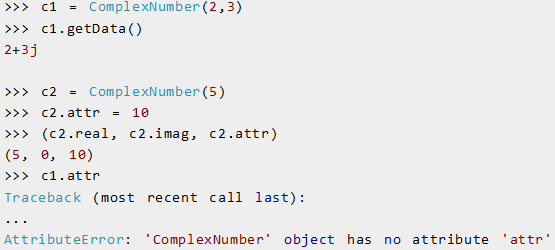 >>> c1 = ComplexNumber(2,3)
>>> c1.getData()
2+3j
>>> c2 = ComplexNumber(5)
>>> c2.attr = 10
>>> (c2.real, c2.imag, c2.attr)
(5, 0, 10)
>>> c1.attr
Traceback (most recent call last):
...
AttributeError: 'ComplexNumber' object has no attribute 'attr'